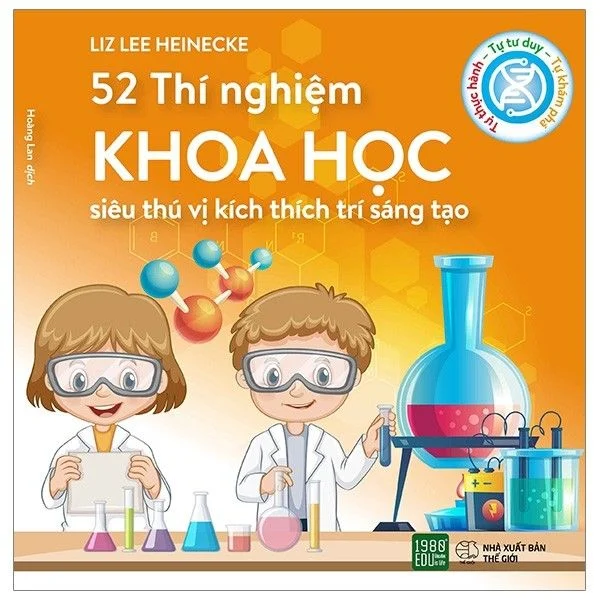 LIZ LEE HEINECKE
52 Thí nghiệm
KHOA HỌC
siêu thú vị kích thích trí sáng tạo
Tự thực hành – Tự tư duy – Tự khám phá
Hoàng Lan dịch
B
N
R¹
S
1980
EDU
NHÀ XUẤT BẢN
THẾ GIỚI